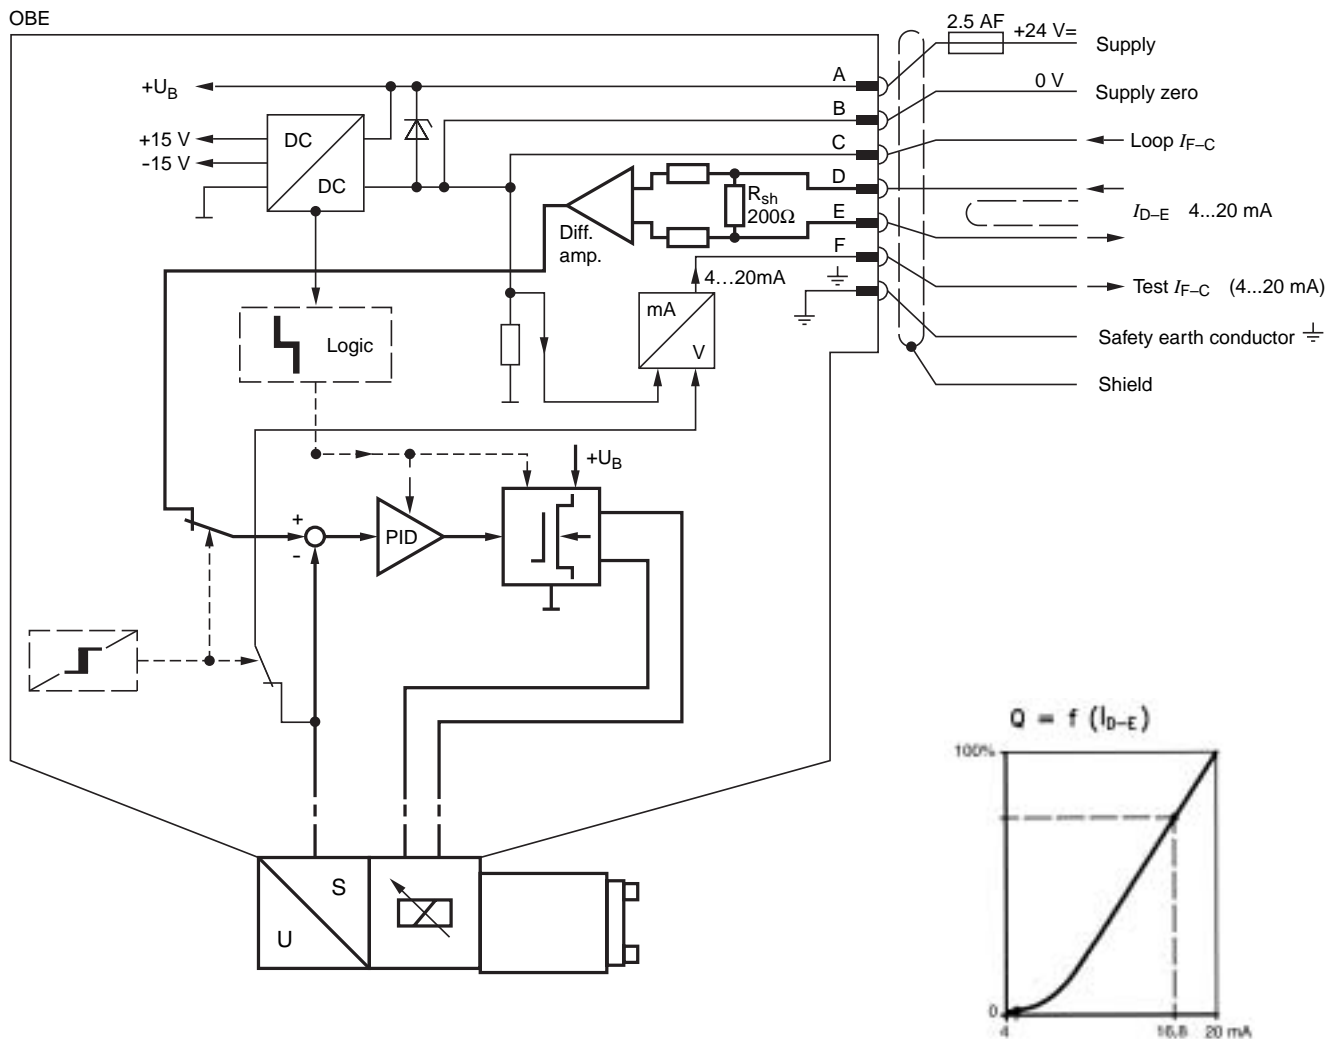 OBE
2.5 AF
+24 V=
Supply
+U_B
A
0 V
Supply zero
B
+15 V
-15 V
DC
DC
C
Loop I_F–C
D
R_sh
200Ω
E
I_D–E 4...20 mA
Diff.
amp.
F
4...20mA
Test I_F–C (4...20 mA)
mA
V
Logic
Safety earth conductor
Shield
+U_B
+
-
PID
S
U
Q = f (I_D–E)
100%
0
4
16,8
20 mA